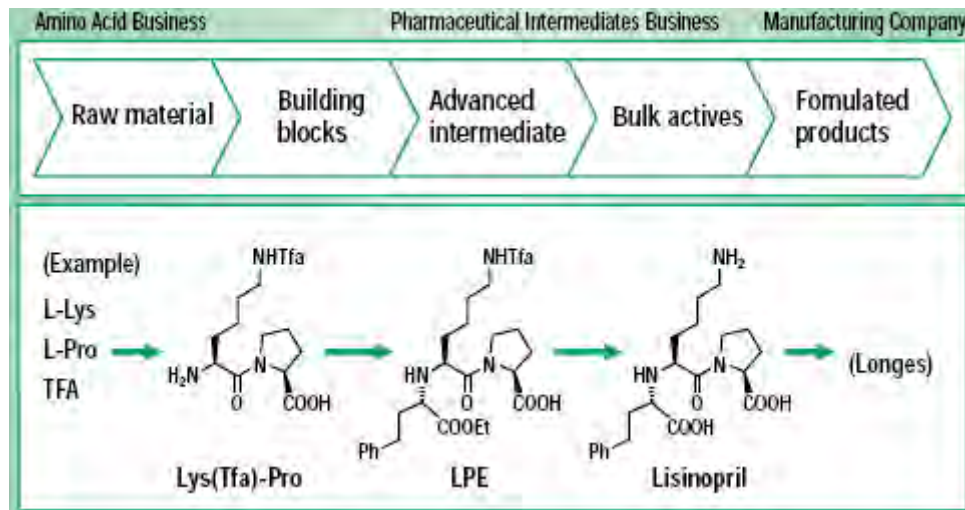 Amino Acid Business
Pharmaceutical Intermediates Business
Manufacturing Company
Raw material
Building
blocks
Advanced
intermediate
Bulk actives
Fomulated
products
(Example)
L-Lys
L-Pro
TFA
NHTfa
H₂N
N
O
COOH
Lys(Tfa)-Pro
NHTfa
HN
N
O
COOH
COOEt
Ph
LPE
NH₂
HN
N
O
COOH
COOH
Ph
Lisinopril
(Longes)